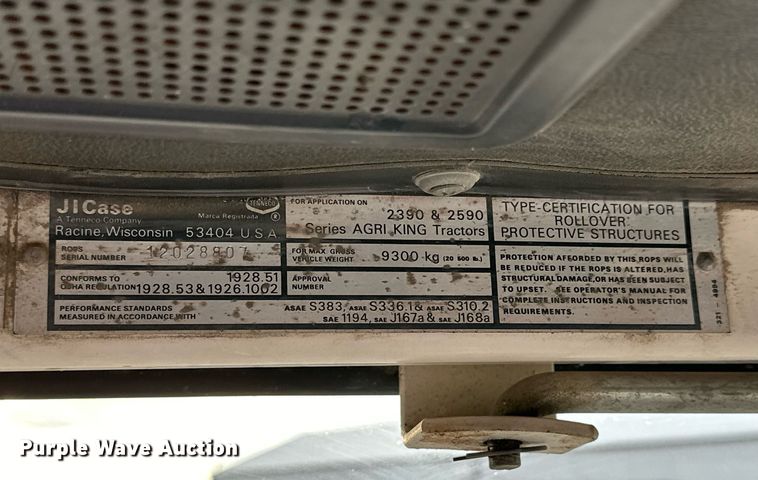 JICase
A Tenneco Company
TENNECO
Marca Registrada ®
Racine, Wisconsin 53404 U.S.A.
ROPS
SERIAL NUMBER 12028807
CONFORMS TO 1928.51
OSHA REGULATION 1928.53 & 1926.1002
PERFORMANCE STANDARDS
MEASURED IN ACCORDANCE WITH
ASAE S383, ASAE S336.1 & ASAE S310.2
SAE 1194, SAE J167a & SAE J168a
FOR APPLICATION ON
2390 & 2590
Series AGRI KING Tractors
FOR MAX. GROSS
VEHICLE WEIGHT 9300 kg (20 500 lb.)
APPROVAL
NUMBER
TYPE-CERTIFICATION FOR
ROLLOVER
PROTECTIVE STRUCTURES
PROTECTION AFFORDED BY THIS ROPS WILL
BE REDUCED IF THE ROPS IS ALTERED, HAS
STRUCTURAL DAMAGE, OR HAS BEEN SUBJECT
TO UPSET. SEE OPERATOR'S MANUAL FOR
COMPLETE INSTRUCTIONS AND INSPECTION
REQUIREMENTS.
321 - 4994
Purple Wave Auction